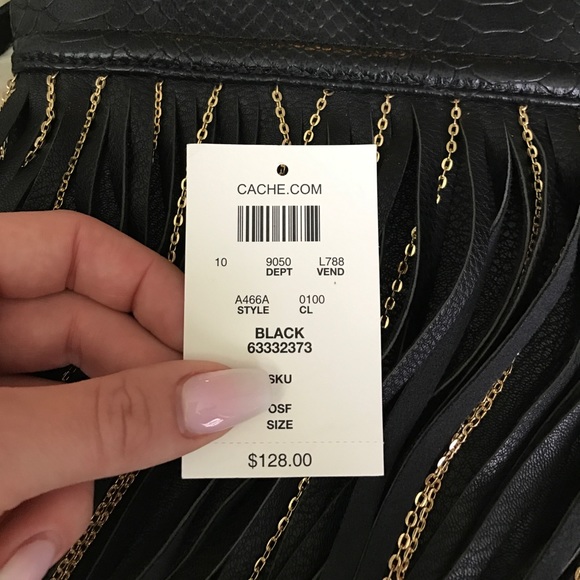 CACHE.COM
10 9050 L788
DEPT VEND
A466A 0100
STYLE CL
BLACK
63332373
SKU
OSF
SIZE
$128.00